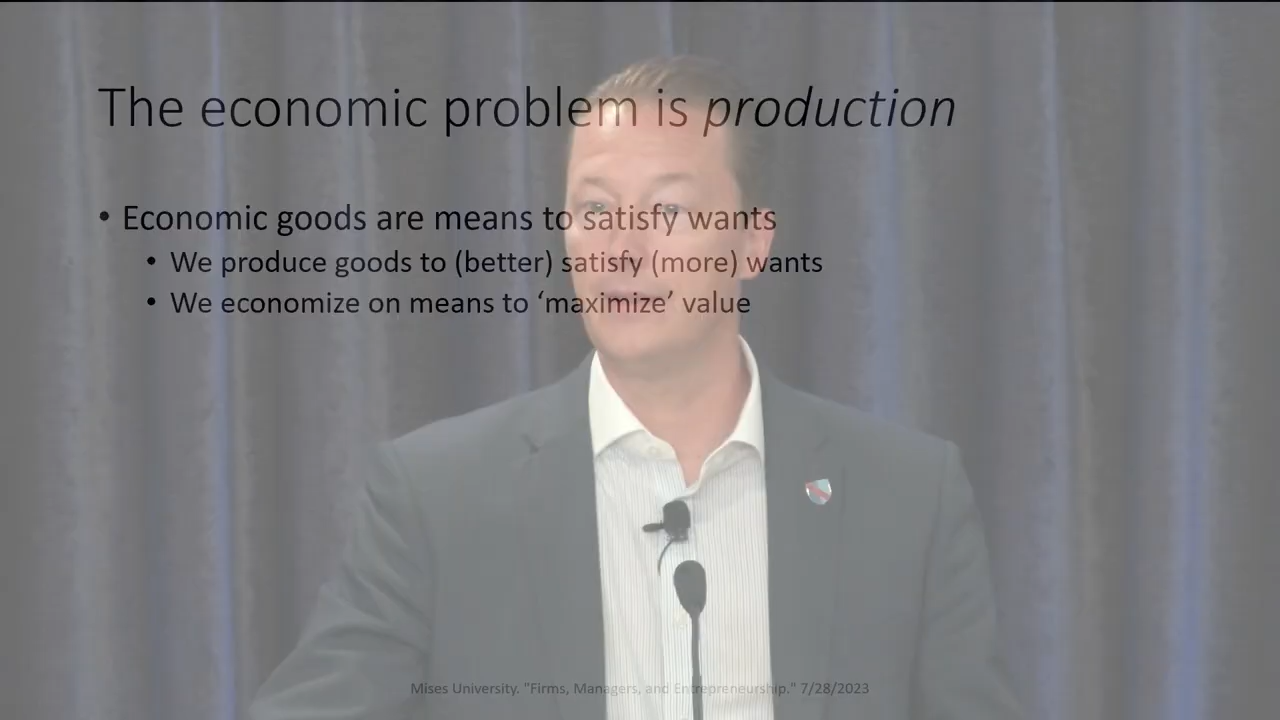 The economic problem is production
• Economic goods are means to satisfy wants
• We produce goods to (better) satisfy (more) wants
• We economize on means to ‘maximize’ value
Mises University. "Firms, Managers, and Entrepreneurship." 7/28/2023